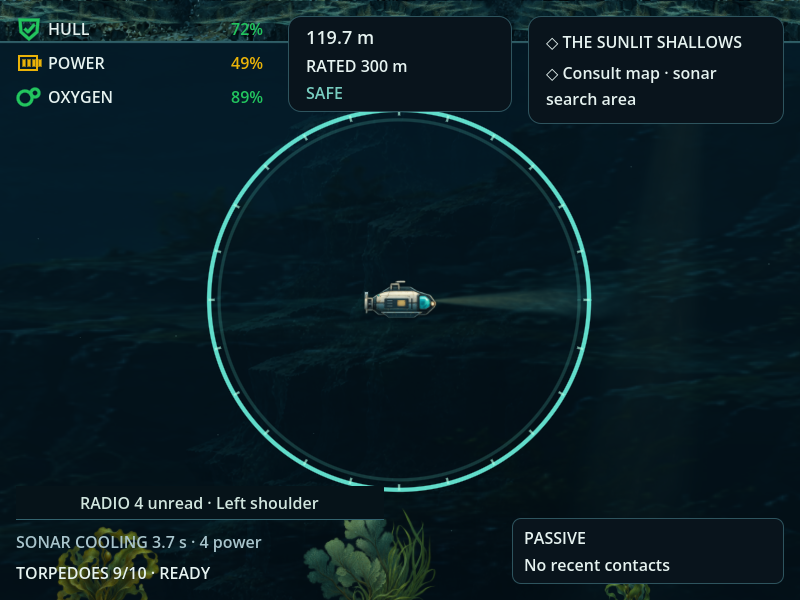 HULL 72%
POWER 49%
OXYGEN 89%
119.7 m
RATED 300 m
SAFE
◇ THE SUNLIT SHALLOWS
◇ Consult map · sonar
search area
RADIO 4 unread · Left shoulder
SONAR COOLING 3.7 s · 4 power
TORPEDOES 9/10 · READY
PASSIVE
No recent contacts